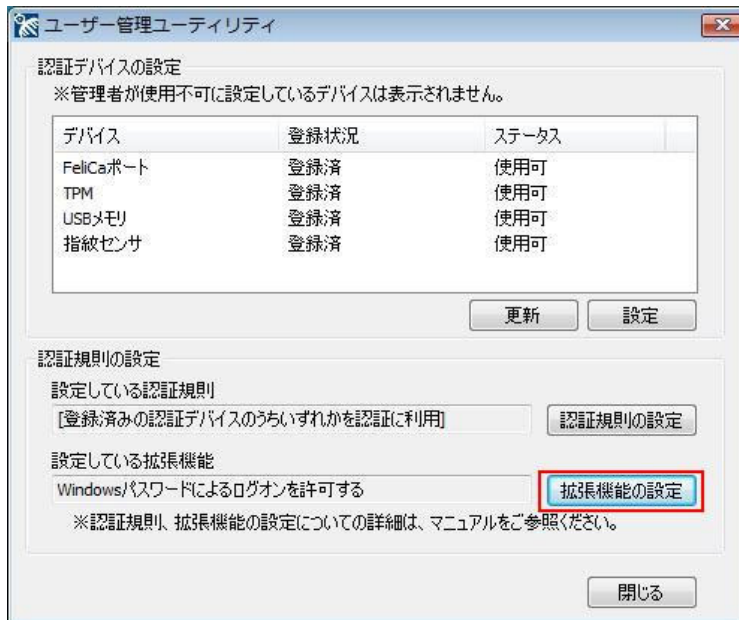 ユーザー管理ユーティリティ
認証デバイスの設定
※管理者が使用不可に設定しているデバイスは表示されません。
デバイス 登録状況 ステータス
FeliCaポート 登録済 使用可
TPM 登録済 使用可
USBメモリ 登録済 使用可
指紋センサ 登録済 使用可
更新 設定
認証規則の設定
設定している認証規則
[登録済みの認証デバイスのうちいずれかを認証に利用] 認証規則の設定
設定している拡張機能
Windowsパスワードによるログオンを許可する 拡張機能の設定
※認証規則、拡張機能の設定についての詳細は、マニュアルをご参照ください。
閉じる